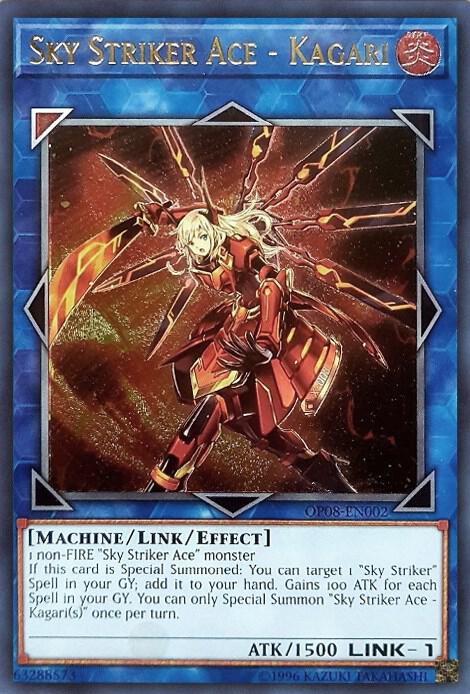 Sky Striker Ace - Kagari
炎
OP08-EN002
[Machine/Link/Effect]
1 non-FIRE "Sky Striker Ace" monster
If this card is Special Summoned: You can target 1 "Sky Striker"
Spell in your GY; add it to your hand. Gains 100 ATK for each
Spell in your GY. You can only Special Summon "Sky Striker Ace -
Kagari(s)" once per turn.
ATK/1500 LINK-1
63288573
©1996 KAZUKI TAKAHASHI